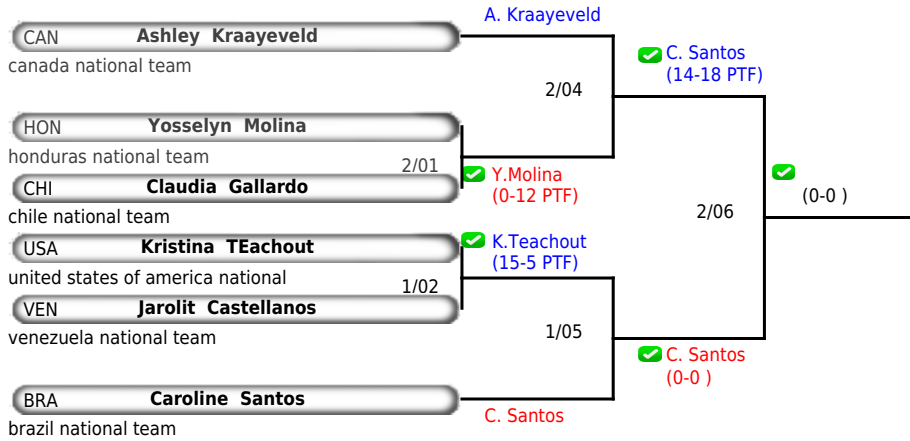 A. Kraayeveld
CAN Ashley Kraayeveld
canada national team
C. Santos
(14-18 PTF)
2/04
HON Yosselyn Molina
honduras national team
2/01
CHI Claudia Gallardo
chile national team
Y.Molina
(0-12 PTF)
(0-0 )
2/06
USA Kristina TEachout
united states of america national
K.Teachout
(15-5 PTF)
1/02
VEN Jarolit Castellanos
venezuela national team
1/05
C. Santos
(0-0 )
BRA Caroline Santos
brazil national team
C. Santos